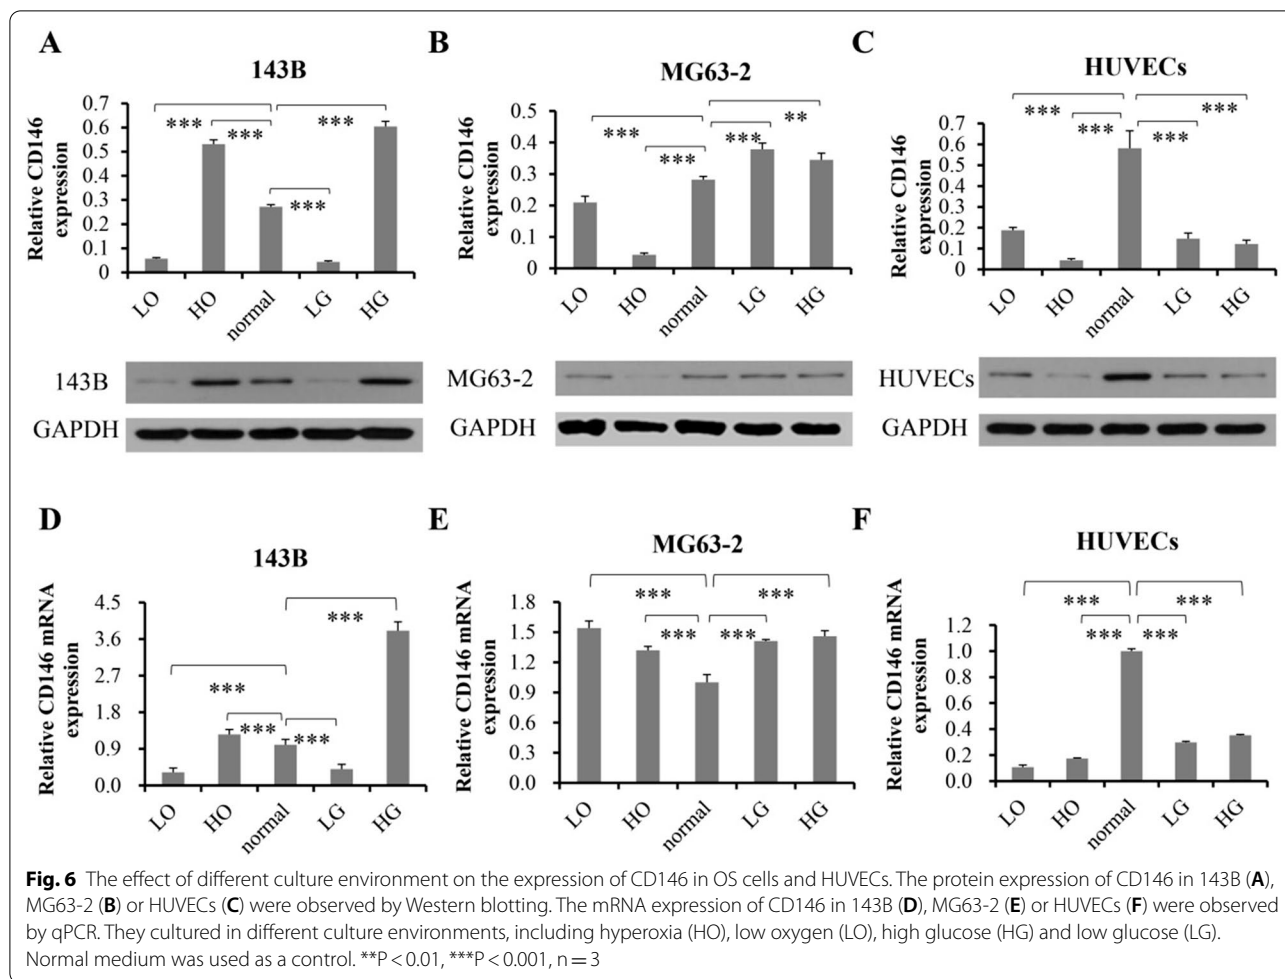 A
143B
Relative CD146
expression
0.7
0.6
0.5
0.4
0.3
0.2
0.1
0
***
***
***
***
LO
HO
normal
LG
HG
143B
GAPDH
B
MG63-2
Relative CD146
expression
0.5
0.4
0.3
0.2
0.1
0
***
***
***
**
LO
HO
normal
LG
HG
MG63-2
GAPDH
C
HUVECs
Relative CD146
expression
0.7
0.6
0.5
0.4
0.3
0.2
0.1
0
***
***
***
***
LO
HO
normal
LG
HG
HUVECs
GAPDH
D
143B
Relative CD146 mRNA
expression
4.5
3.6
2.7
1.8
0.9
0.0
***
***
***
***
LO
HO
normal
LG
HG
E
MG63-2
Relative CD146 mRNA
expression
1.8
1.5
1.2
0.9
0.6
0.3
0.0
***
***
***
***
LO
HO
normal
LG
HG
F
HUVECs
Relative CD146 mRNA
expression
1.2
1.0
0.8
0.6
0.4
0.2
0.0
***
***
***
***
LO
HO
normal
LG
HG
Fig. 6 The effect of different culture environment on the expression of CD146 in OS cells and HUVECs. The protein expression of CD146 in 143B (A),
MG63-2 (B) or HUVECs (C) were observed by Western blotting. The mRNA expression of CD146 in 143B (D), MG63-2 (E) or HUVECs (F) were observed
by qPCR. They cultured in different culture environments, including hyperoxia (HO), low oxygen (LO), high glucose (HG) and low glucose (LG).
Normal medium was used as a control. **P < 0.01, ***P < 0.001, n = 3